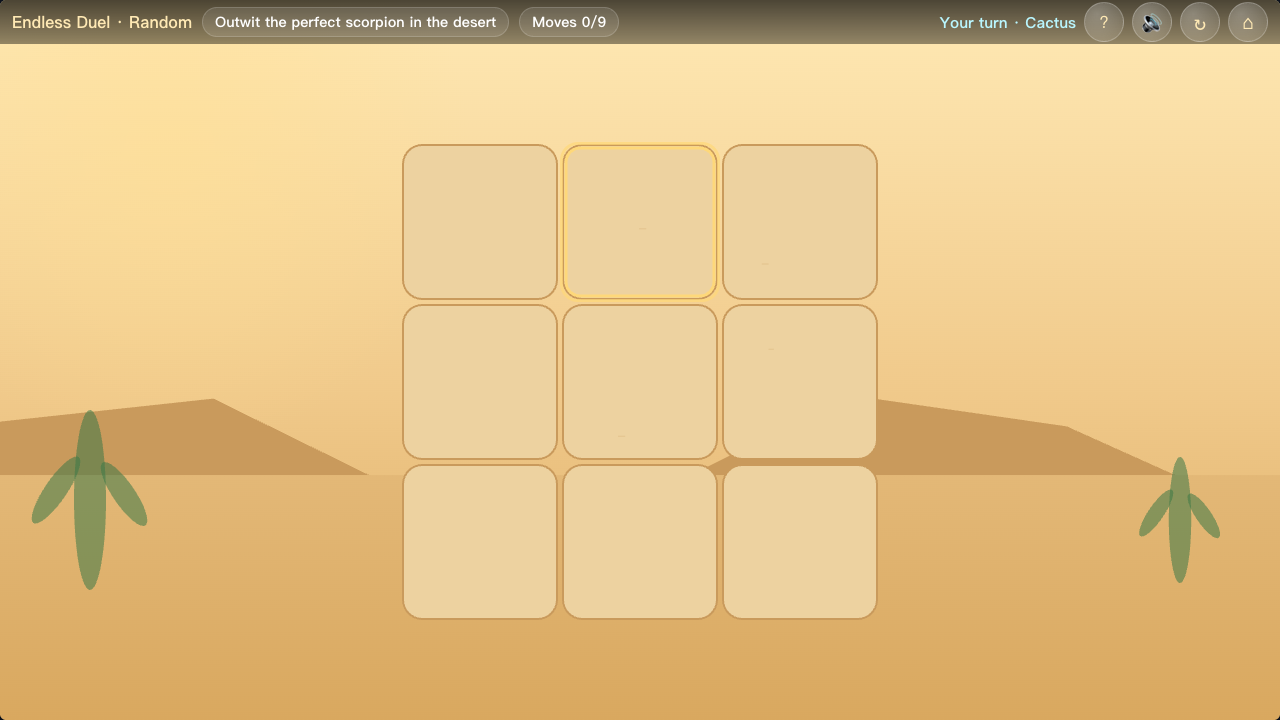 Endless Duel · Random
Outwit the perfect scorpion in the desert
Moves 0/9
Your turn · Cactus
?